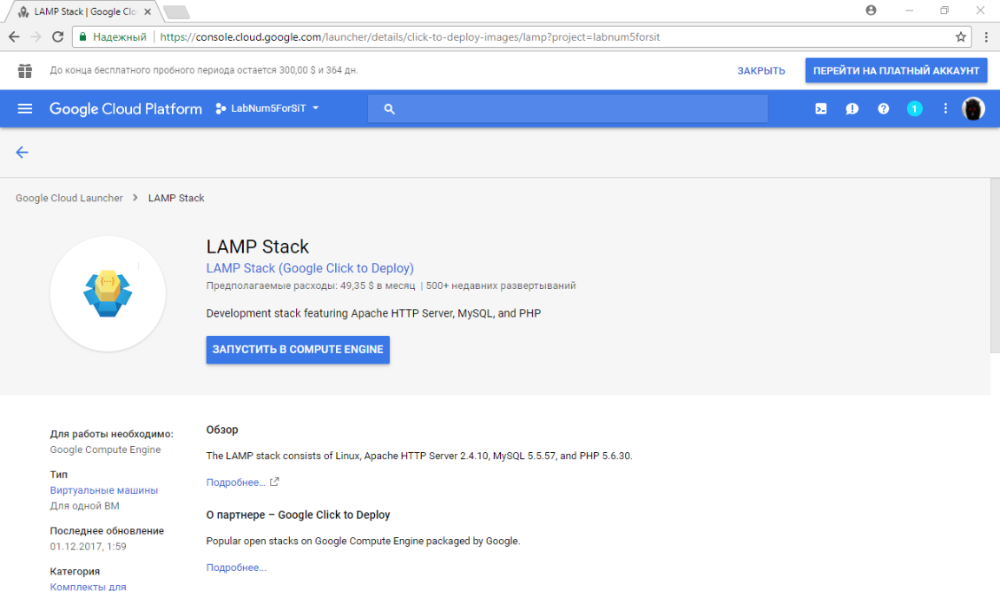 LAMP Stack | Google Clo
Надежный
https://console.cloud.google.com/launcher/details/click-to-deploy-images/lamp?project=labnum5forsit
До конца бесплатного пробного периода остается 300,00 $ и 364 дн.
ЗАКРЫТЬ
ПЕРЕЙТИ НА ПЛАТНЫЙ АККАУНТ
Google Cloud Platform
LabNum5ForSiT
1
Google Cloud Launcher > LAMP Stack
LAMP Stack
LAMP Stack (Google Click to Deploy)
Предполагаемые расходы: 49,35 $ в месяц | 500+ недавних развертываний
Development stack featuring Apache HTTP Server, MySQL, and PHP
ЗАПУСТИТЬ В COMPUTE ENGINE
Для работы необходимо:
Google Compute Engine
Тип
Виртуальные машины
Для одной ВМ
Последнее обновление
01.12.2017, 1:59
Категория
Комплекты для
Обзор
The LAMP stack consists of Linux, Apache HTTP Server 2.4.10, MySQL 5.5.57, and PHP 5.6.30.
Подробнее...
О партнере – Google Click to Deploy
Popular open stacks on Google Compute Engine packaged by Google.
Подробнее...